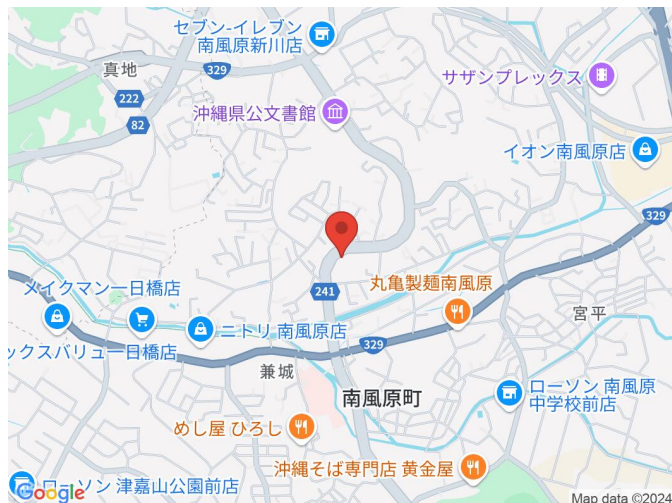 セブン-イレブン
南風原新川店
真地
329
サザンプレックス
222
沖縄県公文書館
82
イオン南風原店
329
メイクマン一日橋店
241
丸亀製麺南風原
宮平
ニトリ 南風原店
ックスバリュー一日橋店
329
兼城
南風原町
ローソン 南風原
中学校前店
めし屋 ひろし
沖縄そば専門店 黄金屋
ローソン 津嘉山公園前店
Google
Map data ©2024